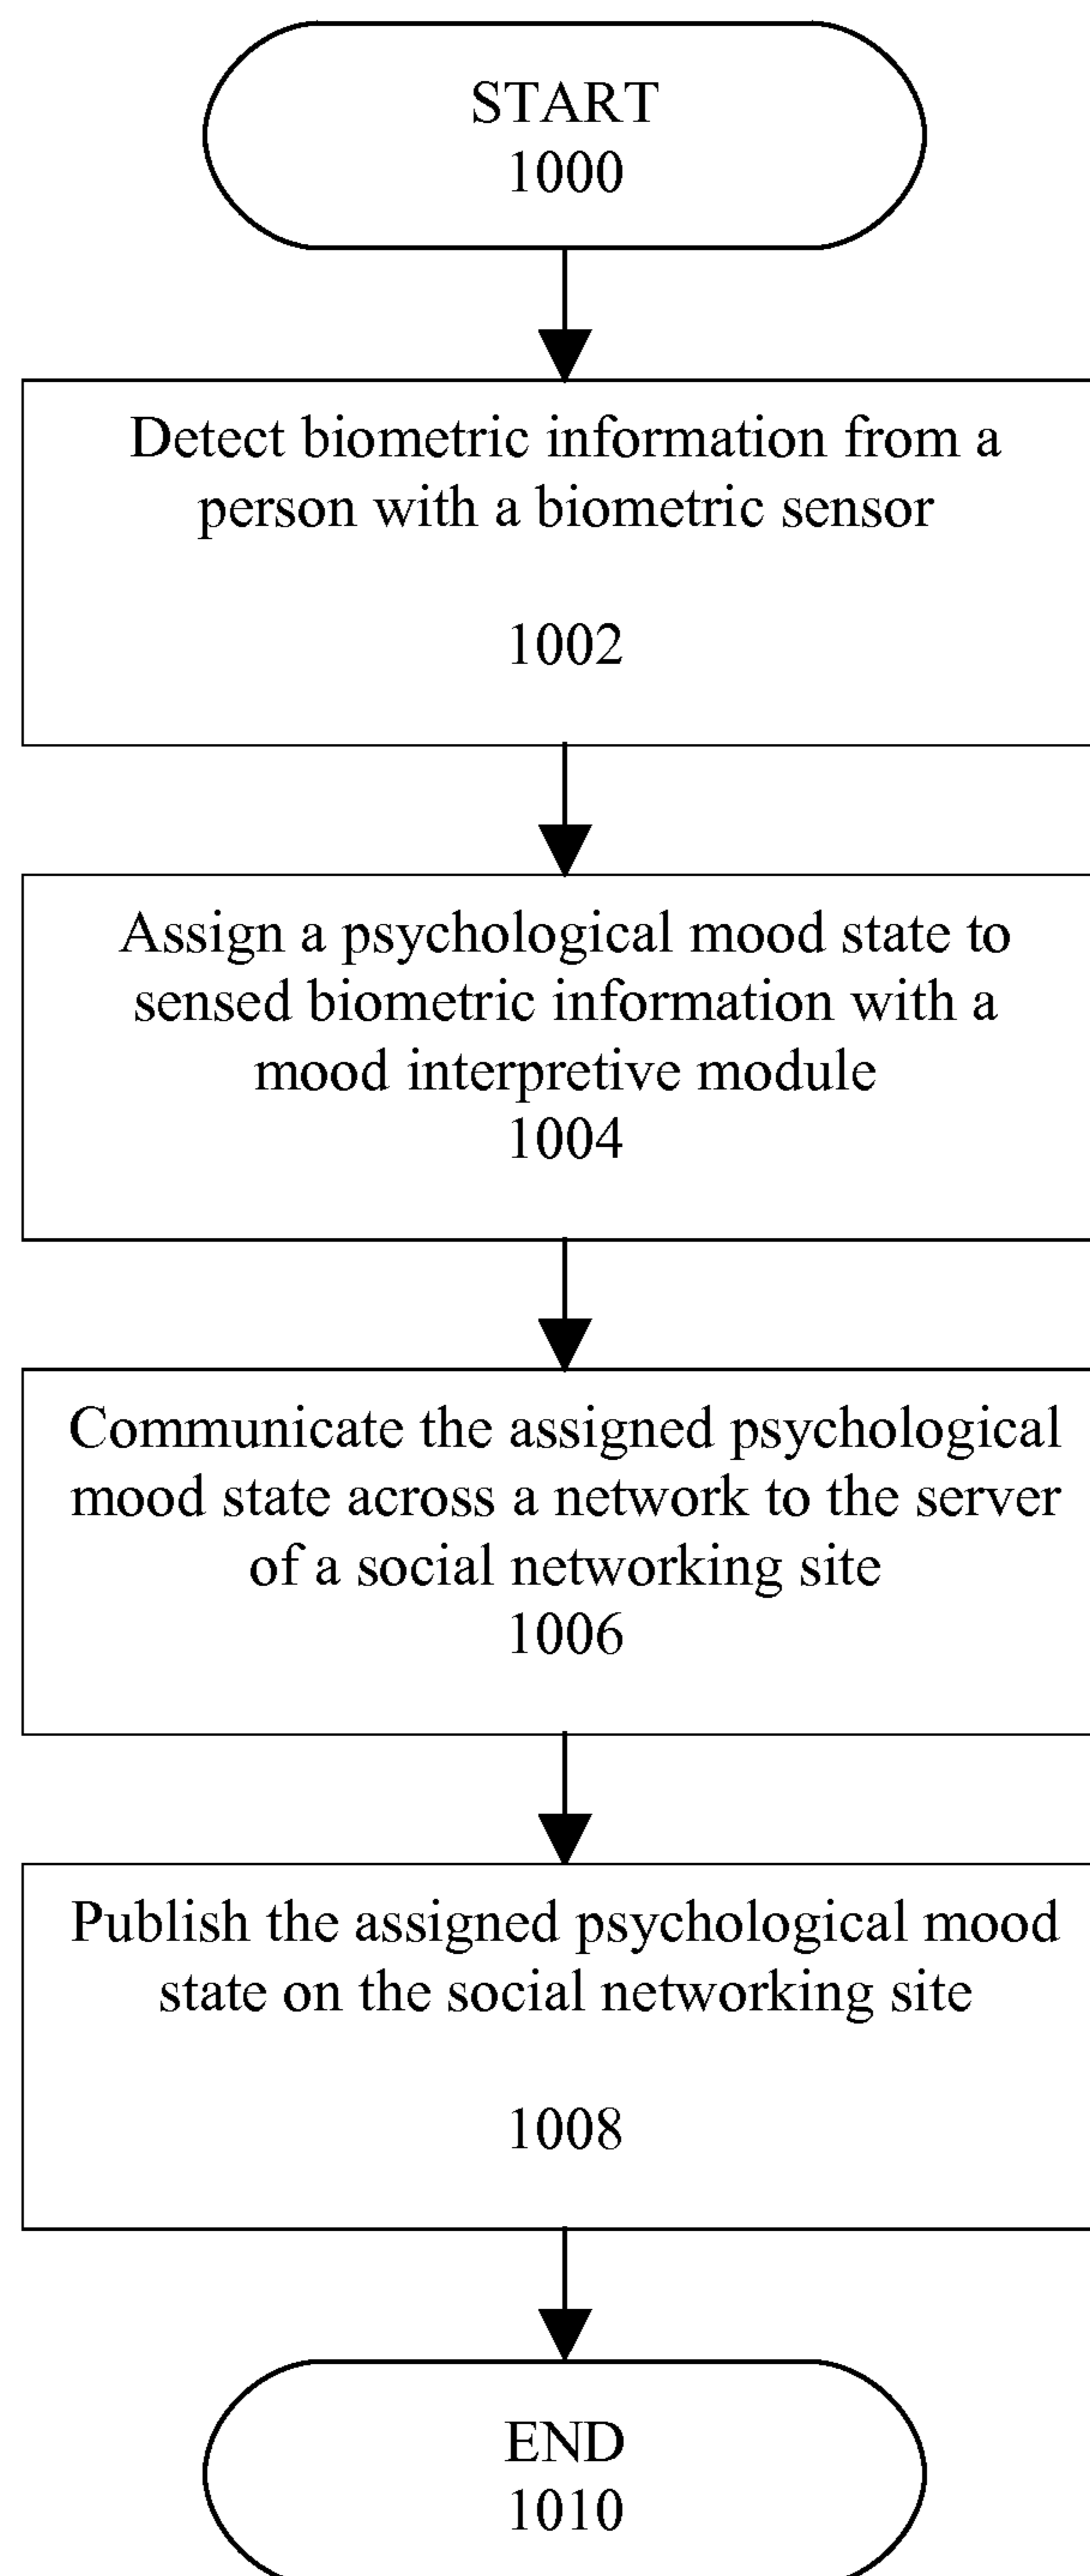 START
1000
Detect biometric information from a
person with a biometric sensor
1002
Assign a psychological mood state to
sensed biometric information with a
mood interpretive module
1004
Communicate the assigned psychological
mood state across a network to the server
of a social networking site
1006
Publish the assigned psychological mood
state on the social networking site
1008
END
1010